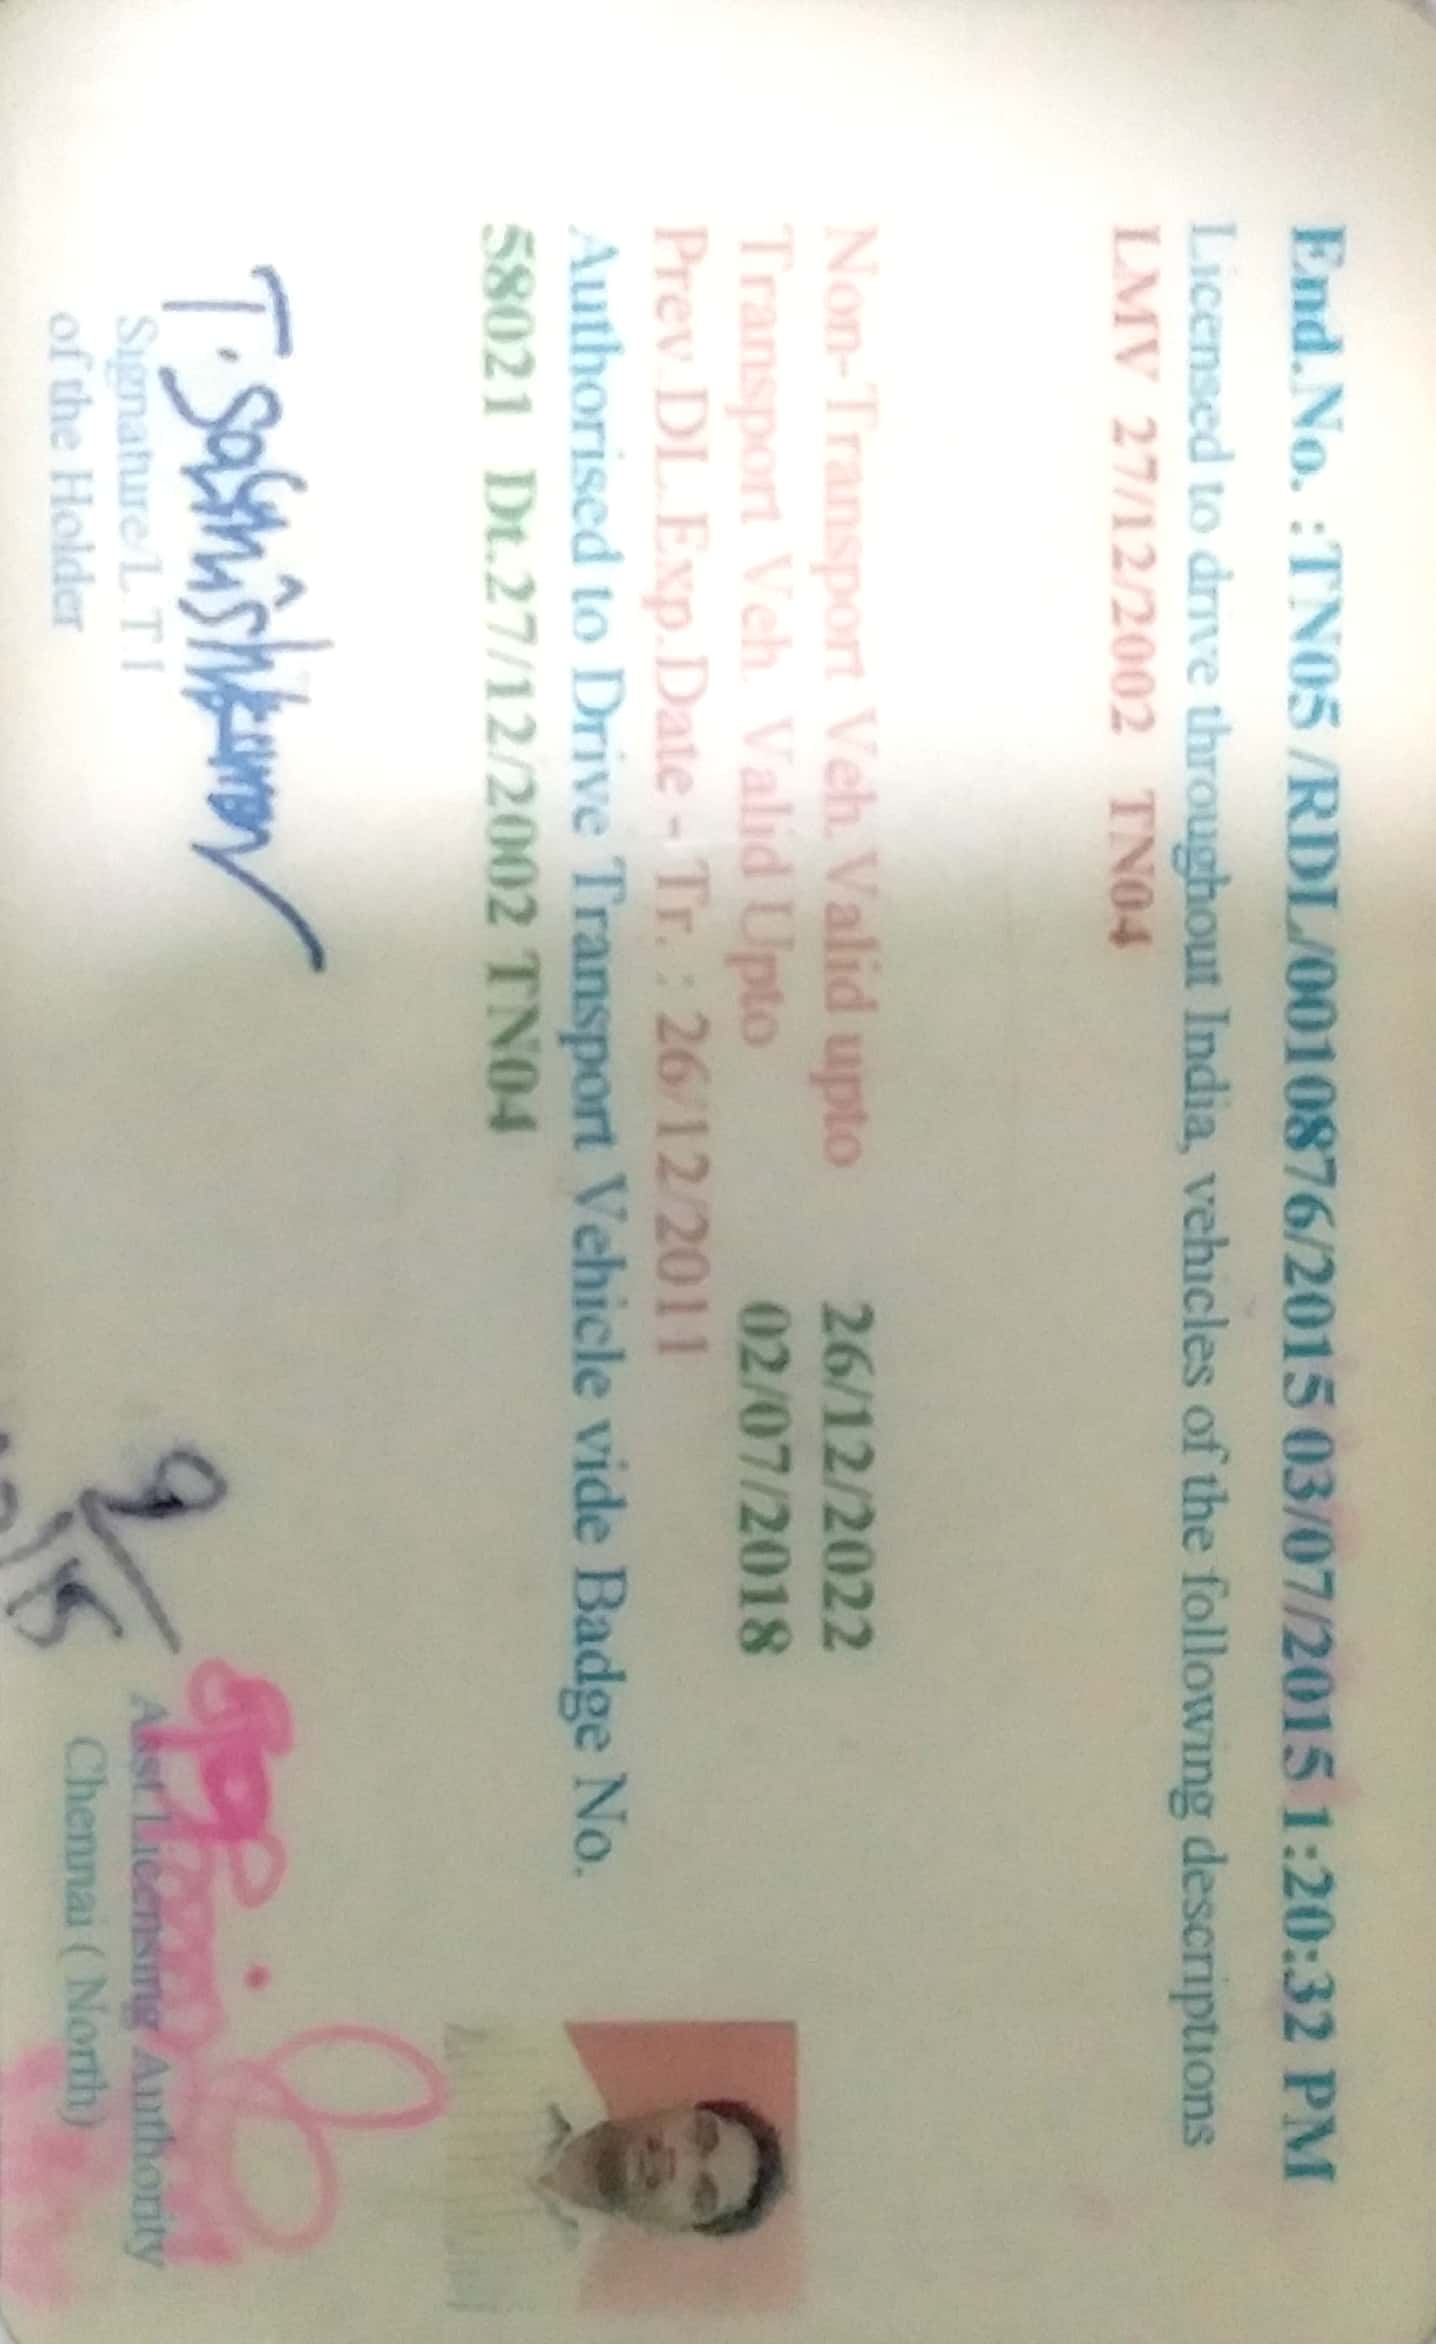 End.No. :TN05 /RDL/0010876/2015 03/07/2015 1:20:32 PM
Licensed to drive throughout India, vehicles of the following descriptions
LMV 27/12/2002 TN04
Non-Transport Veh. Valid upto 26/12/2022
Transport Veh. Valid Upto 02/07/2018
Prev.DL.Exp.Date - Tr. : 26/12/2011
Authorised to Drive Transport Vehicle vide Badge No.
58021 Dt.27/12/2002 TN04
T.
Signature/L.T.I
of the Holder
Asst.Licensing Authority
Chennai ( North)